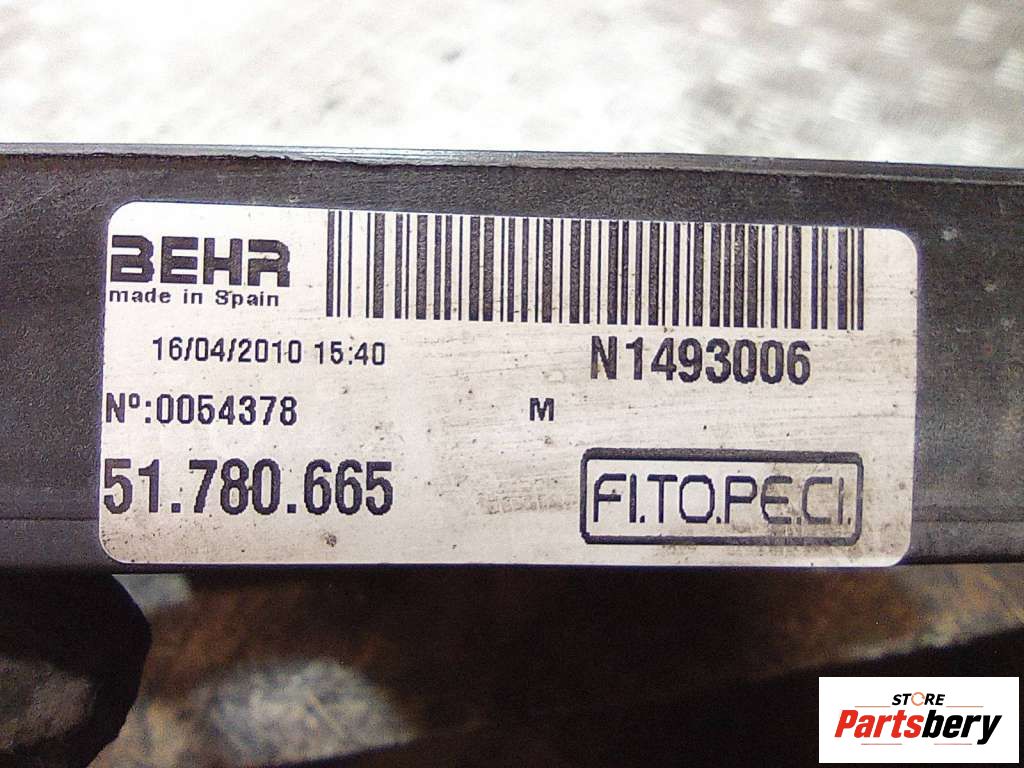 BEHR
made in Spain
16/04/2010 15:40
N1493006
Nº:0054378
M
51.780.665
FI.TO.PE.CI.
STORE
Partsbery